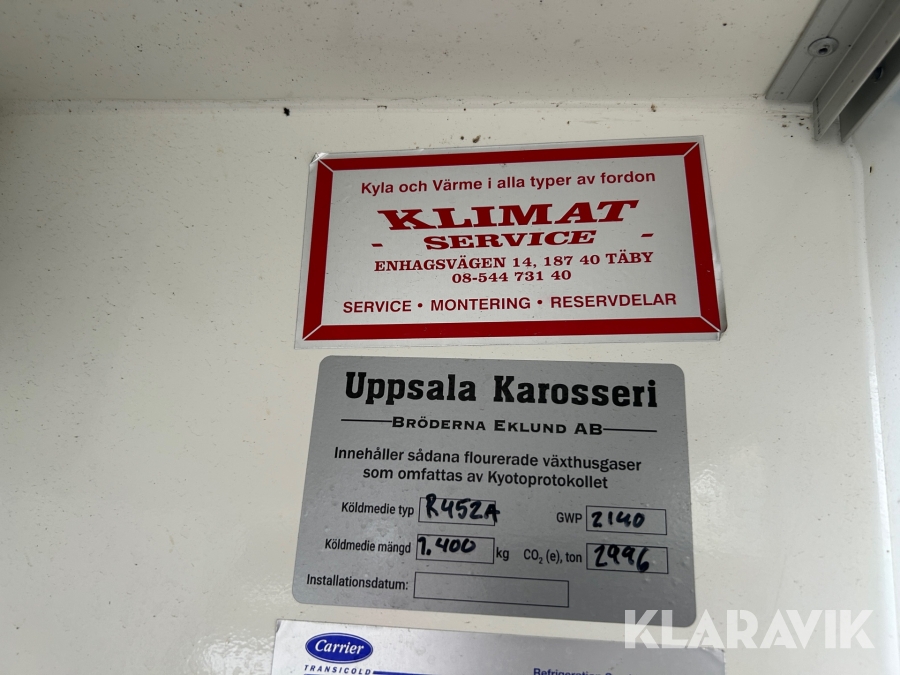 Kyla och Värme i alla typer av fordon
KLIMAT
- SERVICE -
ENHAGSVÄGEN 14, 187 40 TÄBY
08-544 731 40
SERVICE • MONTERING • RESERVDELAR
Uppsala Karosseri
BRÖDERNA EKLUND AB
Innehåller sådana flourerade växthusgaser
som omfattas av Kyotoprotokollet
Köldmedie typ R452A GWP 2140
Köldmedie mängd 1.400 kg CO₂ (e), ton 2996
Installationsdatum:
KLARAVIK
Carrier
TRANSICOLD